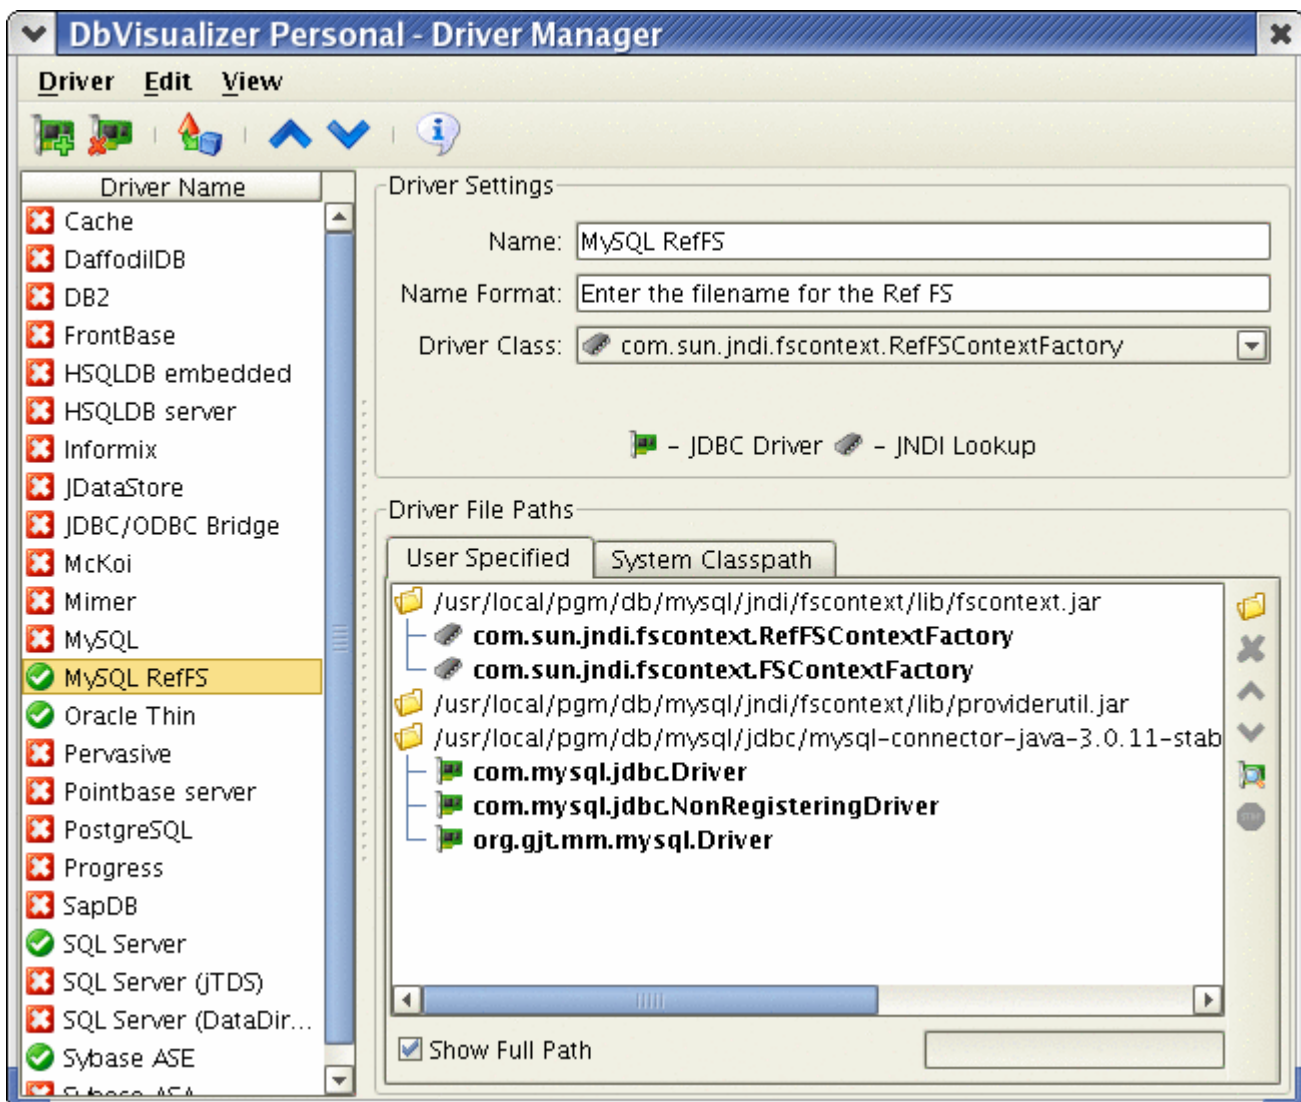 DbVisualizer Personal - Driver Manager
Driver Edit View
Driver Name
Cache
DaffodilDB
DB2
FrontBase
HSQLDB embedded
HSQLDB server
Informix
JDataStore
JDBC/ODBC Bridge
McKoi
Mimer
MySQL
MySQL RefFS
Oracle Thin
Pervasive
Pointbase server
PostgreSQL
Progress
SapDB
SQL Server
SQL Server (jTDS)
SQL Server (DataDir...
Sybase ASE
Sybase ASA
Driver Settings
Name: MySQL RefFS
Name Format: Enter the filename for the Ref FS
Driver Class: com.sun.jndi.fscontext.RefFSContextFactory
- JDBC Driver - JNDI Lookup
Driver File Paths
User Specified System Classpath
/usr/local/pgm/db/mysql/jndi/fscontext/lib/fscontext.jar
com.sun.jndi.fscontext.RefFSContextFactory
com.sun.jndi.fscontext.FSContextFactory
/usr/local/pgm/db/mysql/jndi/fscontext/lib/providerutil.jar
/usr/local/pgm/db/mysql/jdbc/mysql-connector-java-3.0.11-stab
com.mysql.jdbc.Driver
com.mysql.jdbc.NonRegisteringDriver
org.gjt.mm.mysql.Driver
STOP
Show Full Path